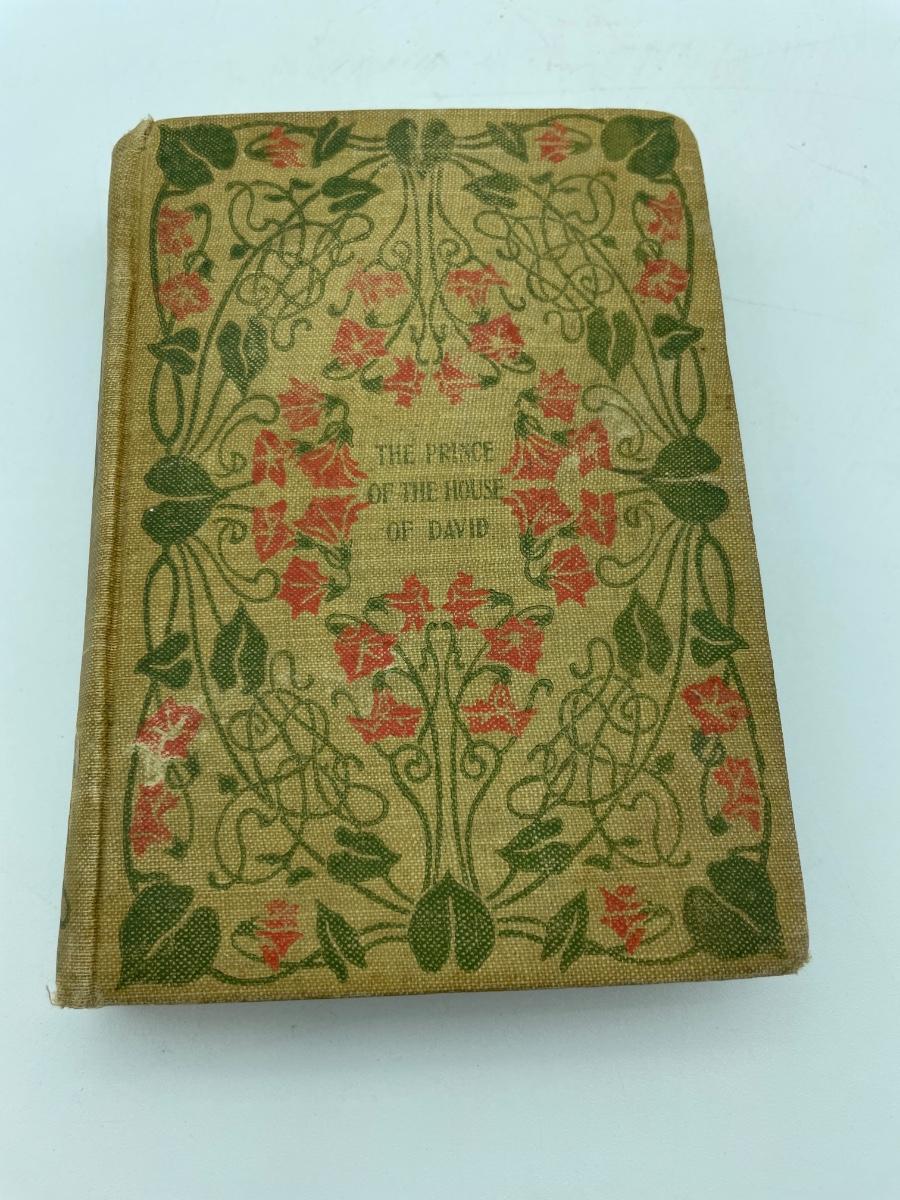 THE PRINCE
OF THE HOUSE
OF DAVID